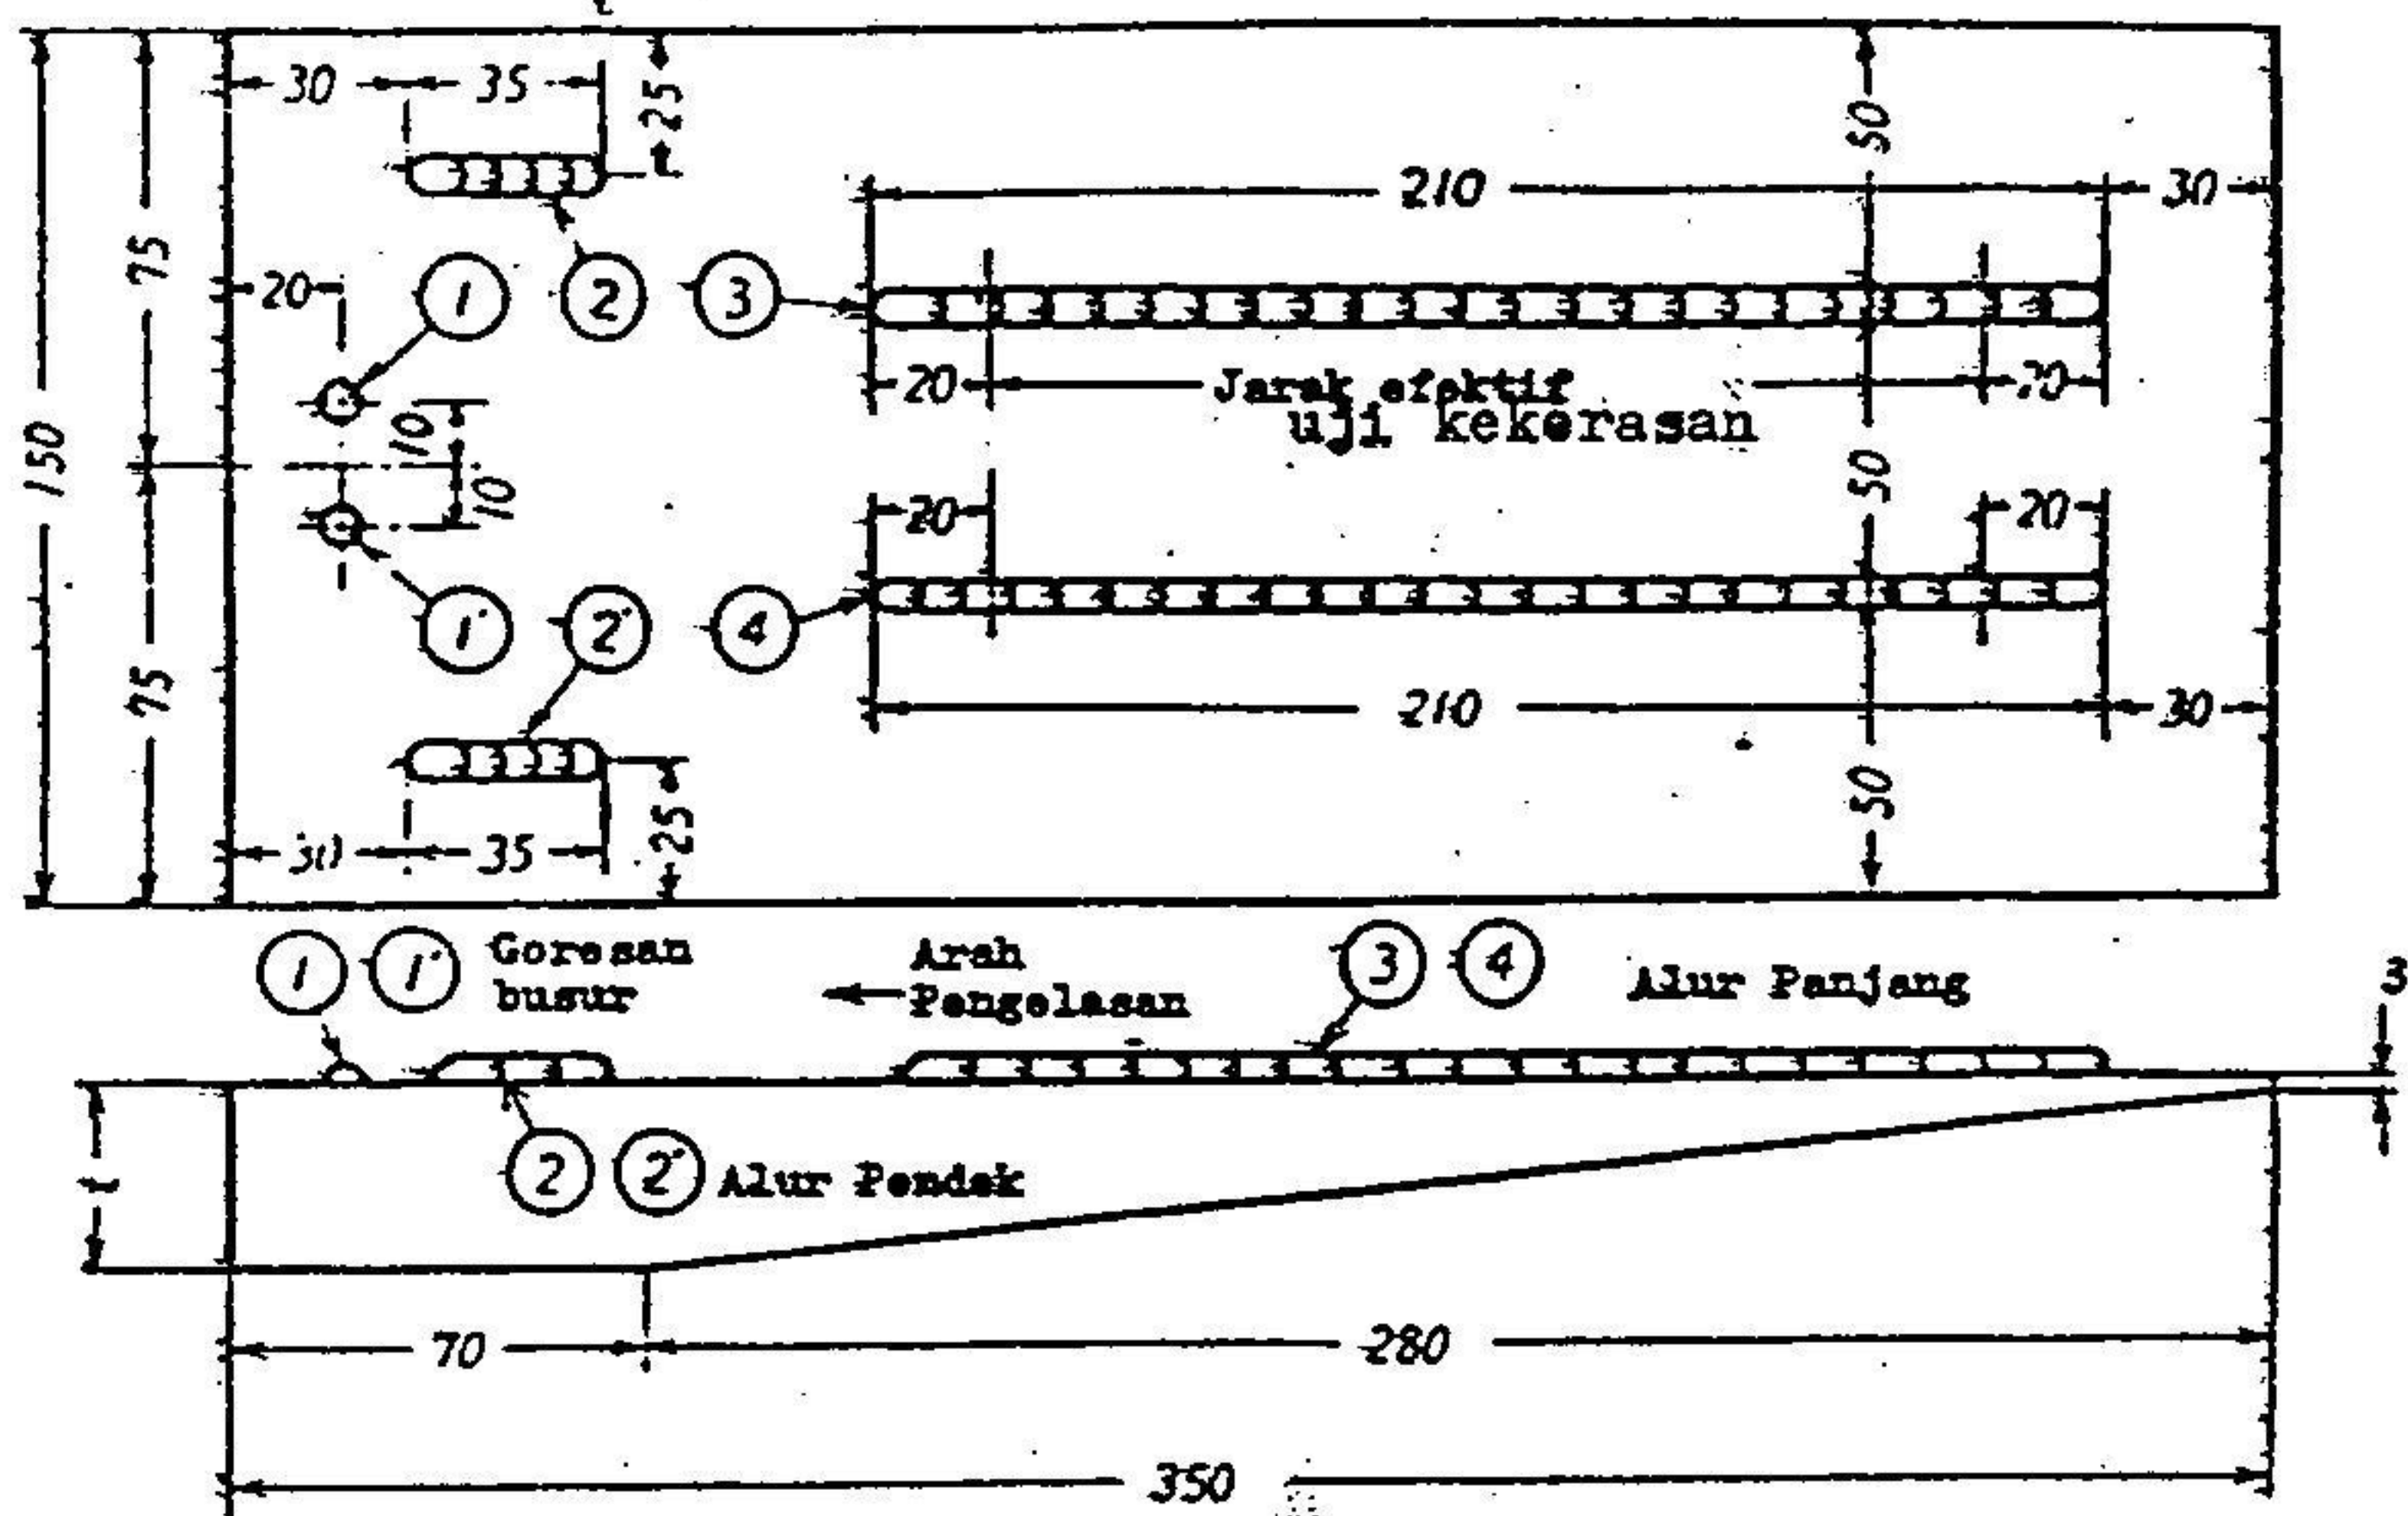 t
30 35 25
50
210 30
75
20 1 2 3
20 Jarak efektif 20
uji kekerasan
10
150
10
50
20 20
1' 2' 4
75
210 30
50
30 35 25
1 1' Goresan
busur
Arah
Pengelasan
3 4 Alur Panjang
3
t
2 2' Alur Pendek
70 280
350